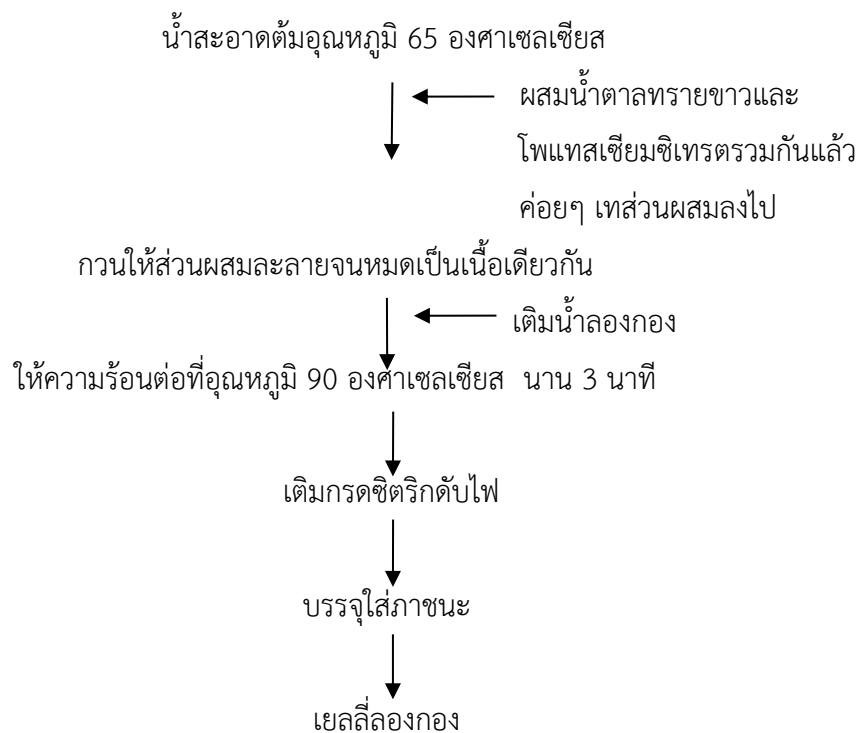 น้ำสะอาดต้มอุณหภูมิ 65 องศาเซลเซียส
ผสมน้ำตาลทรายขาวและ
โพแทสเซียมซิเทรตรวมกันแล้ว
ค่อยๆ เทส่วนผสมลงไป
กวนให้ส่วนผสมละลายจนหมดเป็นเนื้อเดียวกัน
เติมน้ำลองกอง
ให้ความร้อนต่อที่อุณหภูมิ 90 องศาเซลเซียส นาน 3 นาที
เติมกรดซิตริกดับไฟ
บรรจุใส่ภาชนะ
เยลลี่ลองกอง